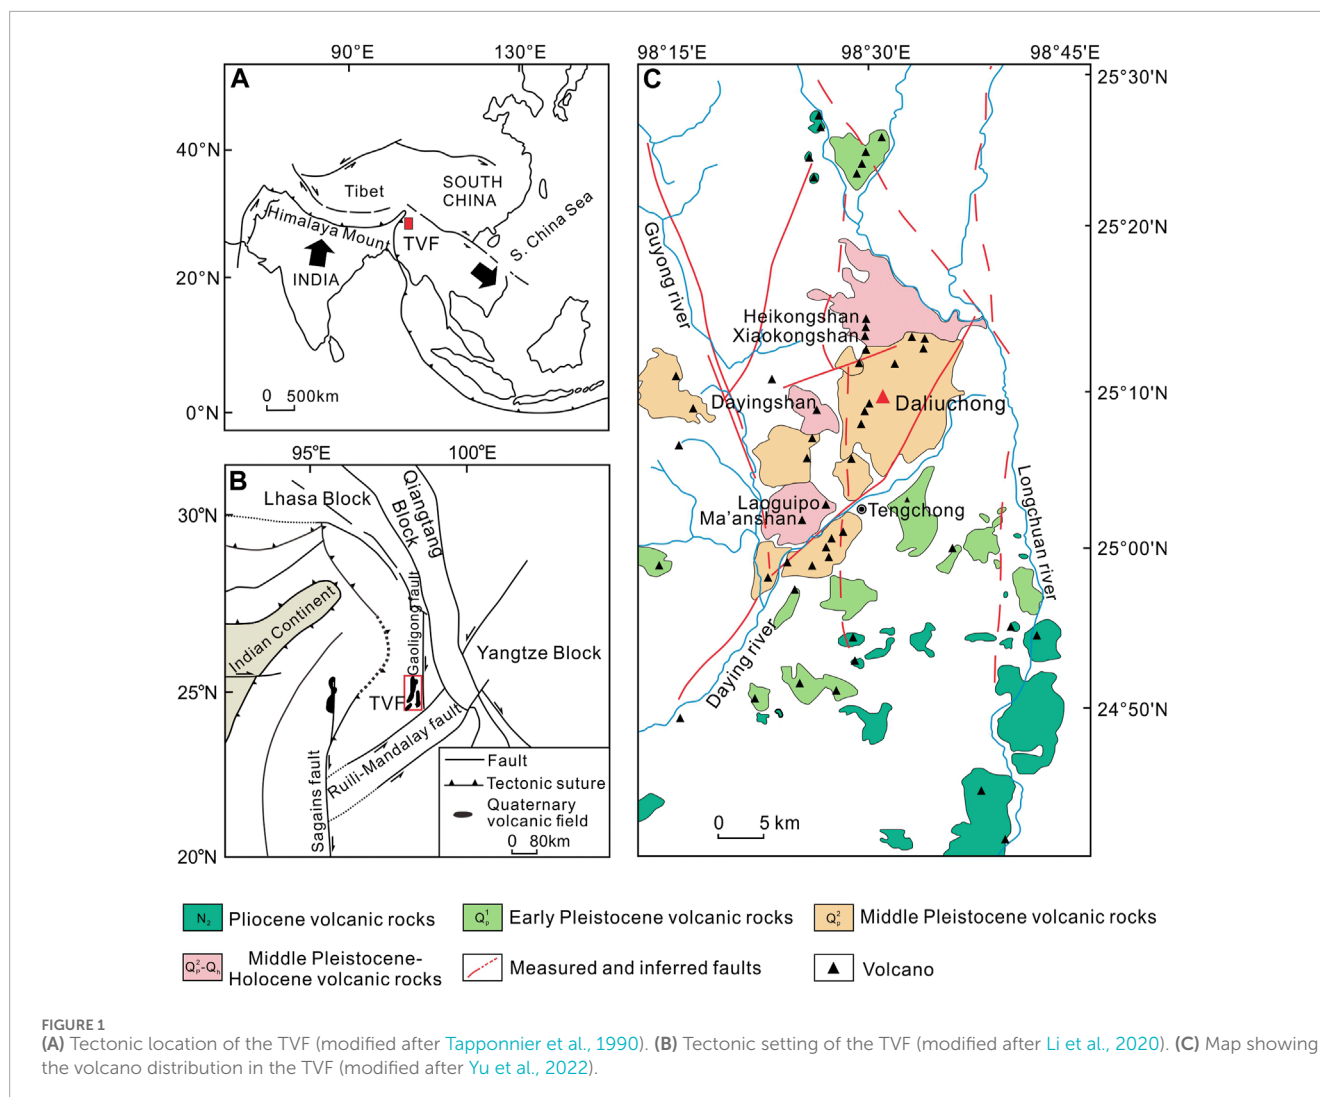 90°E
130°E
A
40°N
20°N
0°N
Tibet
SOUTH
CHINA
Himalaya Mount
TVF
S. China Sea
INDIA
0 500km
95°E
100°E
B
30°N
25°N
20°N
Lhasa Block
Qiangtang
Block
Gaoligong fault
Indian Continent
Yangtze Block
TVF
Ruili-Mandalay fault
Sagains fault
Fault
Tectonic suture
Quaternary
volcanic field
0 80km
98°15'E
98°30'E
98°45'E
C
25°30'N
25°20'N
25°10'N
25°00'N
24°50'N
Guyong river
Heikongshan
Xiaokongshan
Dayingshan
Daliuchong
Laoguipo
Ma'anshan
Tengchong
Longchuan river
Daying river
0 5 km
N₂ Pliocene volcanic rocks
Q¹ₚ Early Pleistocene volcanic rocks
Q²ₚ Middle Pleistocene volcanic rocks
Q²ₚ-Qₕ Middle Pleistocene-
Holocene volcanic rocks
Measured and inferred faults
Volcano
FIGURE 1
(A) Tectonic location of the TVF (modified after Tapponnier et al., 1990). (B) Tectonic setting of the TVF (modified after Li et al., 2020). (C) Map showing
the volcano distribution in the TVF (modified after Yu et al., 2022).